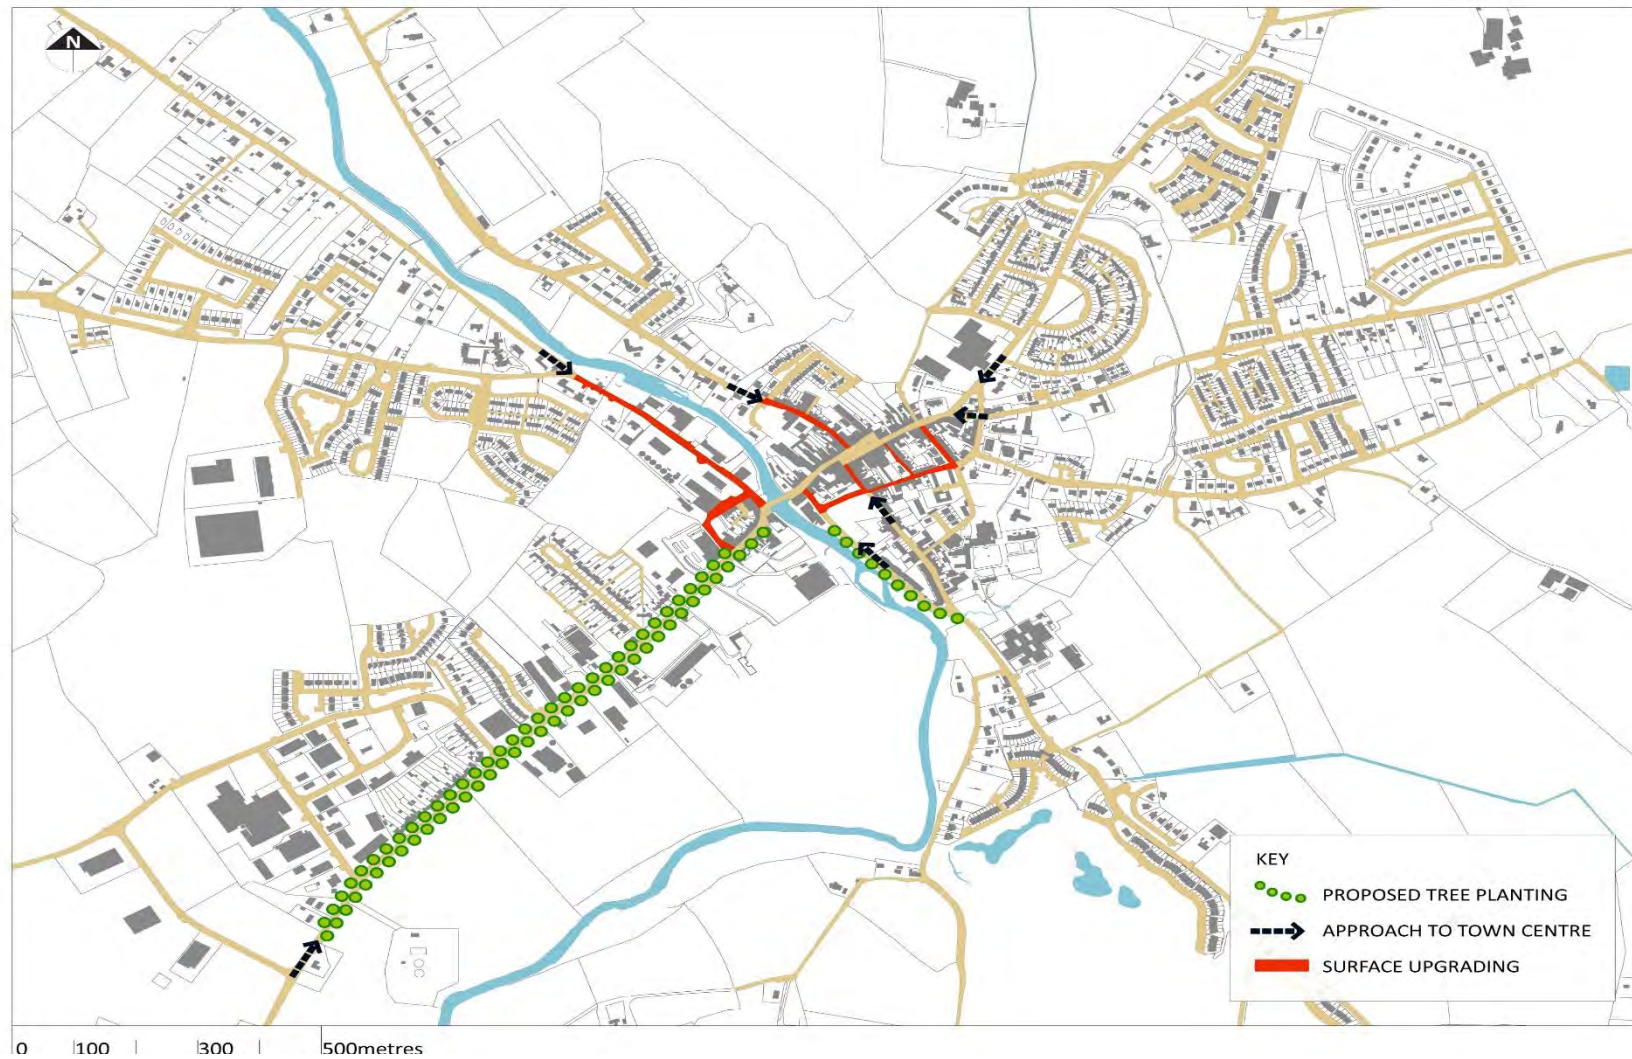 N
KEY
PROPOSED TREE PLANTING
APPROACH TO TOWN CENTRE
SURFACE UPGRADING
0 100 300 500metres